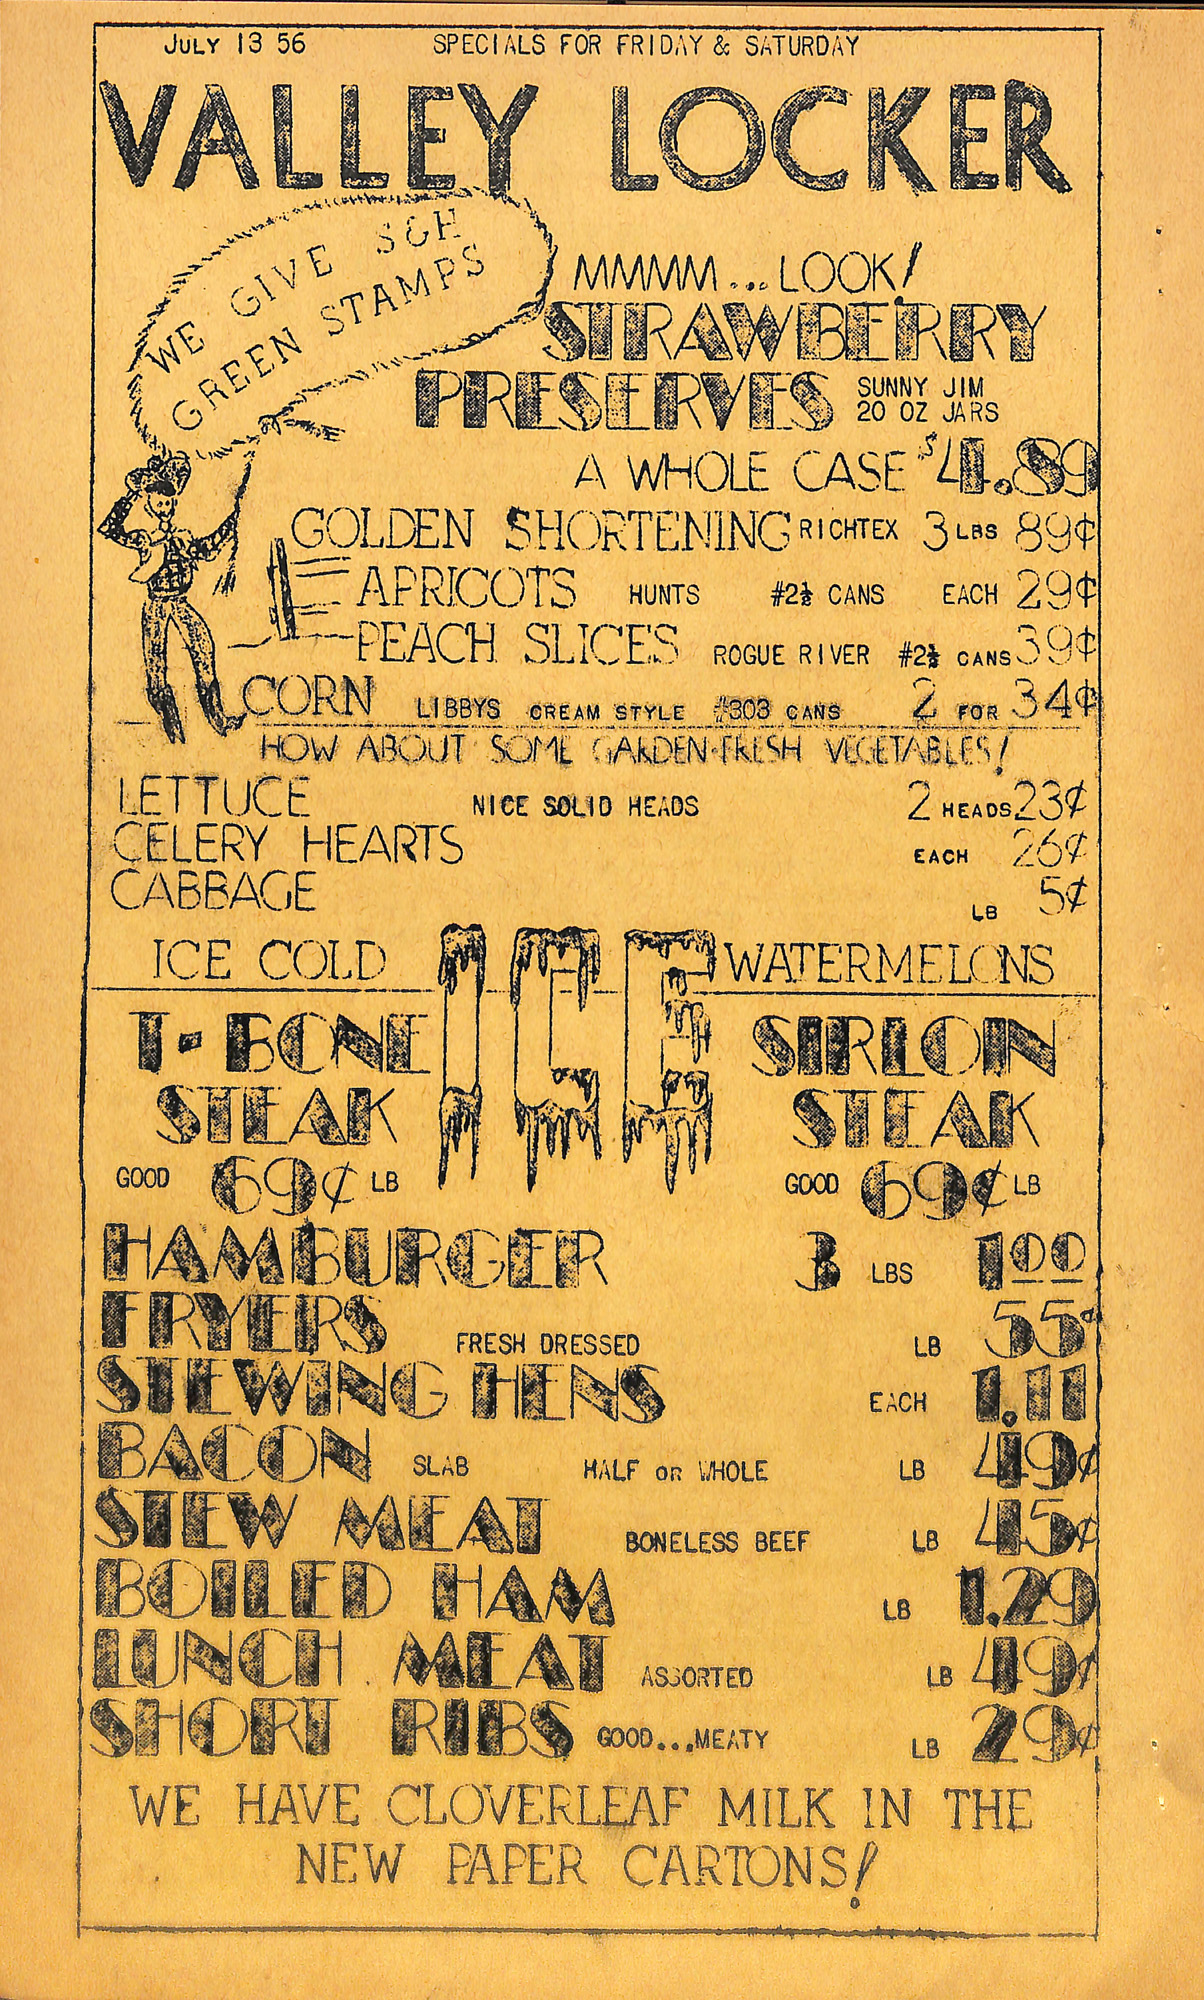 JULY 13 56 SPECIALS FOR FRIDAY & SATURDAY
VALLEY LOCKER
WE GIVE S&H
GREEN STAMPS
MMMMM...LOOK!
STRAWBERRY
PRESERVES SUNNY JIM
20 OZ JARS
A WHOLE CASE $4.89
GOLDEN SHORTENING RICHTEX 3 LBS 89¢
APRICOTS HUNTS #2½ CANS EACH 29¢
PEACH SLICES ROGUE RIVER #2½ CANS 39¢
CORN LIBBYS CREAM STYLE #303 CANS 2 FOR 34¢
HOW ABOUT SOME GARDEN-FRESH VEGETABLES!
LETTUCE NICE SOLID HEADS 2 HEADS 23¢
CELERY HEARTS EACH 26¢
CABBAGE LB 5¢
ICE COLD ICE WATERMELONS
T-BONE
STEAK
GOOD 69¢ LB
SIRLOIN
STEAK
GOOD 69¢ LB
HAMBURGER 3 LBS 1 00
FRYERS FRESH DRESSED LB 55¢
STEWING HENS EACH 1.11
BACON SLAB HALF OR WHOLE LB 49¢
STEW MEAT BONELESS BEEF LB 45¢
BOILED HAM LB 1.29
LUNCH MEAT ASSORTED LB 49¢
SHORT RIBS GOOD...MEATY LB 29¢
WE HAVE CLOVERLEAF MILK IN THE
NEW PAPER CARTONS!